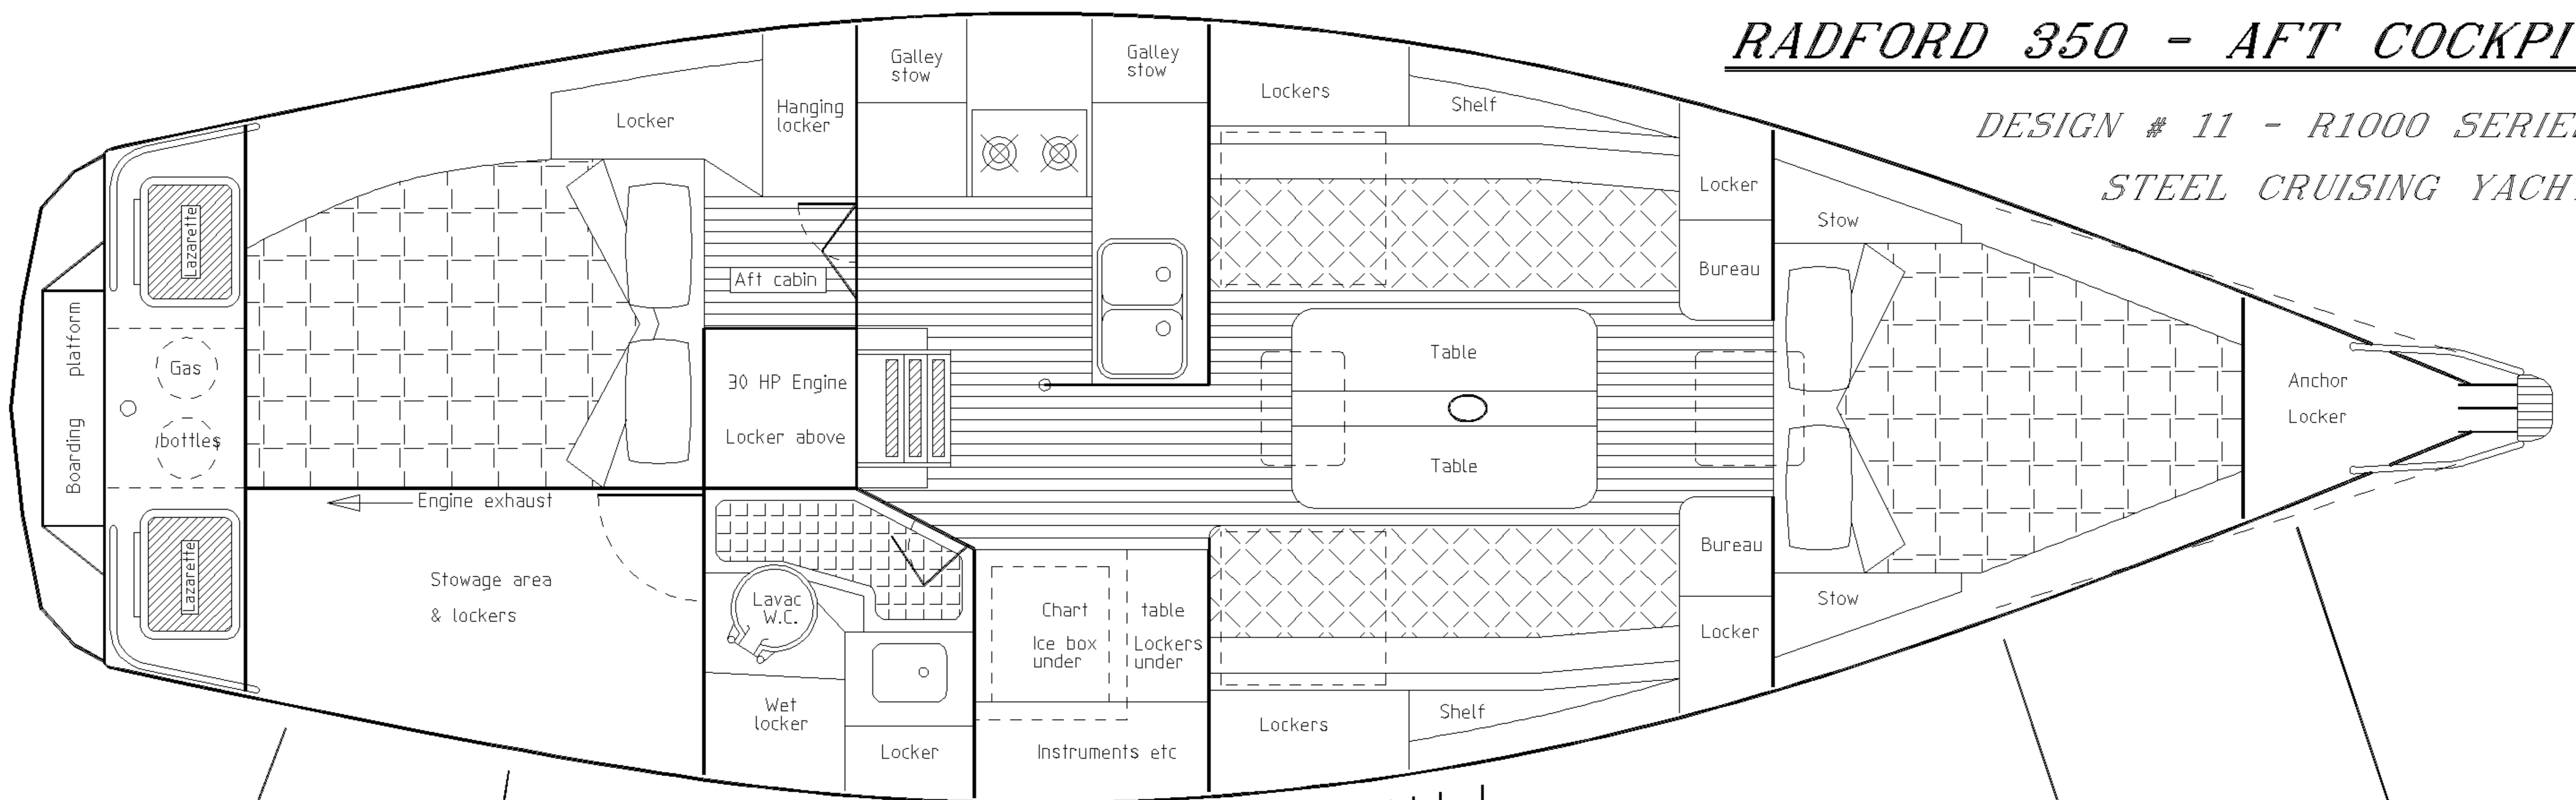 RADFORD 350 - AFT COCKPI
DESIGN # 11 - R1000 SERIE
STEEL CRUISING YACH
Galley
stow
Galley
stow
Lockers
Shelf
Hanging
locker
Locker
Locker
Stow
Lazarette
Aft cabin
Bureau
Boarding platform
Gas
bottles
30 HP Engine
Locker above
Table
Table
Anchor
Locker
Engine exhaust
Lazarette
Stowage area
& lockers
Lavac
W.C.
Chart table
Ice box
under
Lockers
under
Bureau
Stow
Locker
Wet
locker
Locker
Instruments etc
Lockers
Shelf